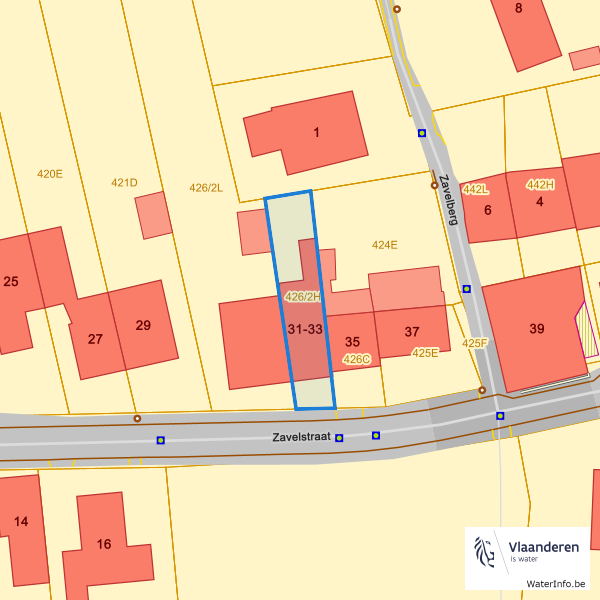 8
1
420E
421D
426/2L
442L
442H
6
4
Zavelberg
424E
25
27
29
426/2H
31-33
35
37
39
426C
425E
425F
Zavelstraat
14
16
Vlaanderen
is water
WaterInfo.be